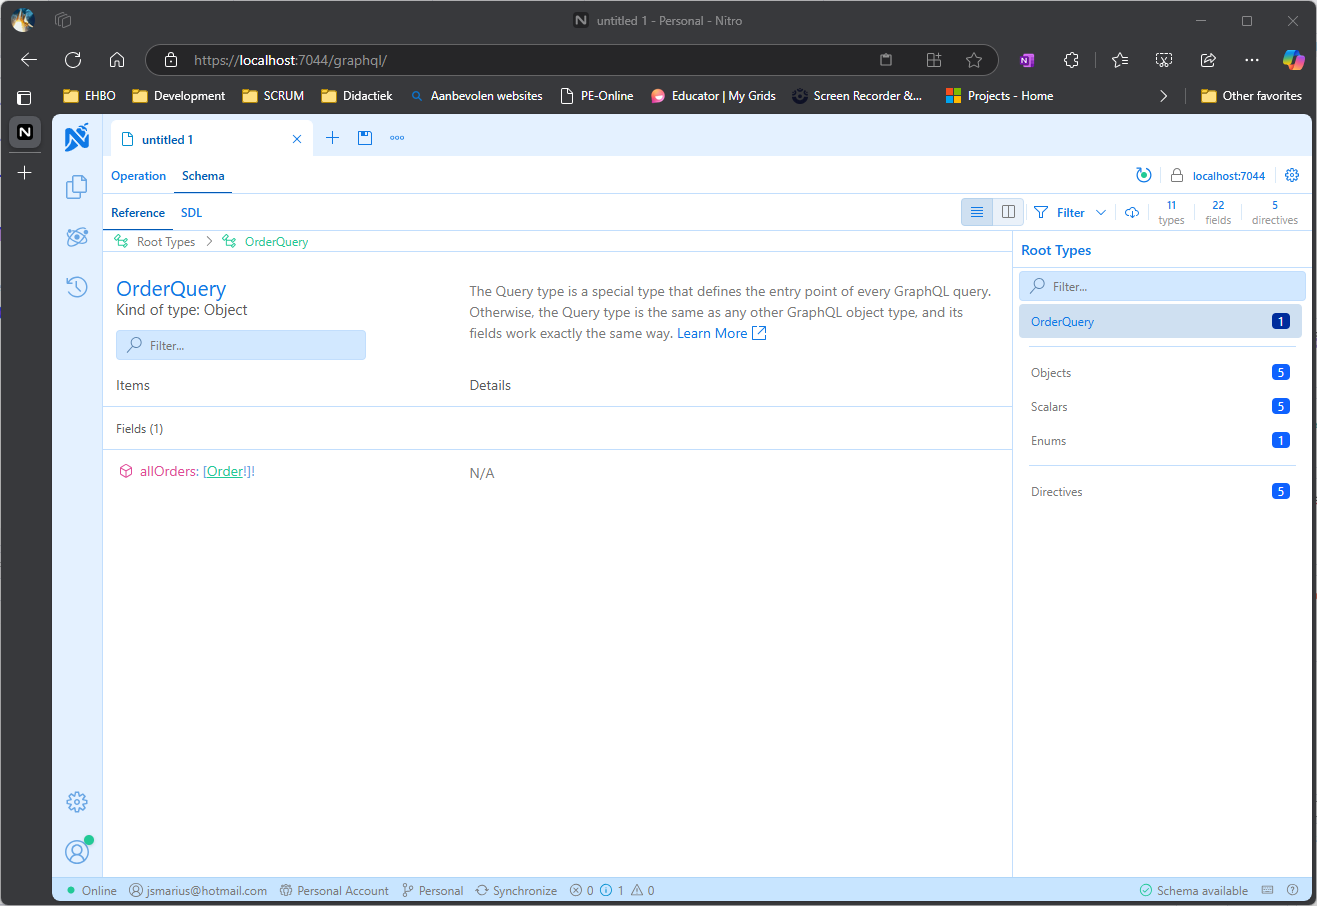 untitled 1 - Personal - Nitro
https://localhost:7044/graphql/
EHBO Development SCRUM Didactiek Aanbevolen websites PE-Online Educator | My Grids Screen Recorder &... Projects - Home Other favorites
untitled 1
Operation Schema localhost:7044
Reference SDL Filter 11 types 22 fields 5 directives
Root Types OrderQuery
Root Types
OrderQuery
Kind of type: Object
The Query type is a special type that defines the entry point of every GraphQL query.
Otherwise, the Query type is the same as any other GraphQL object type, and its
fields work exactly the same way. Learn More
Filter...
Items Details
Fields (1)
allOrders: [Order!]! N/A
Filter...
OrderQuery 1
Objects 5
Scalars 5
Enums 1
Directives 5
Online jsmarius@hotmail.com Personal Account Personal Synchronize 0 1 0 Schema available